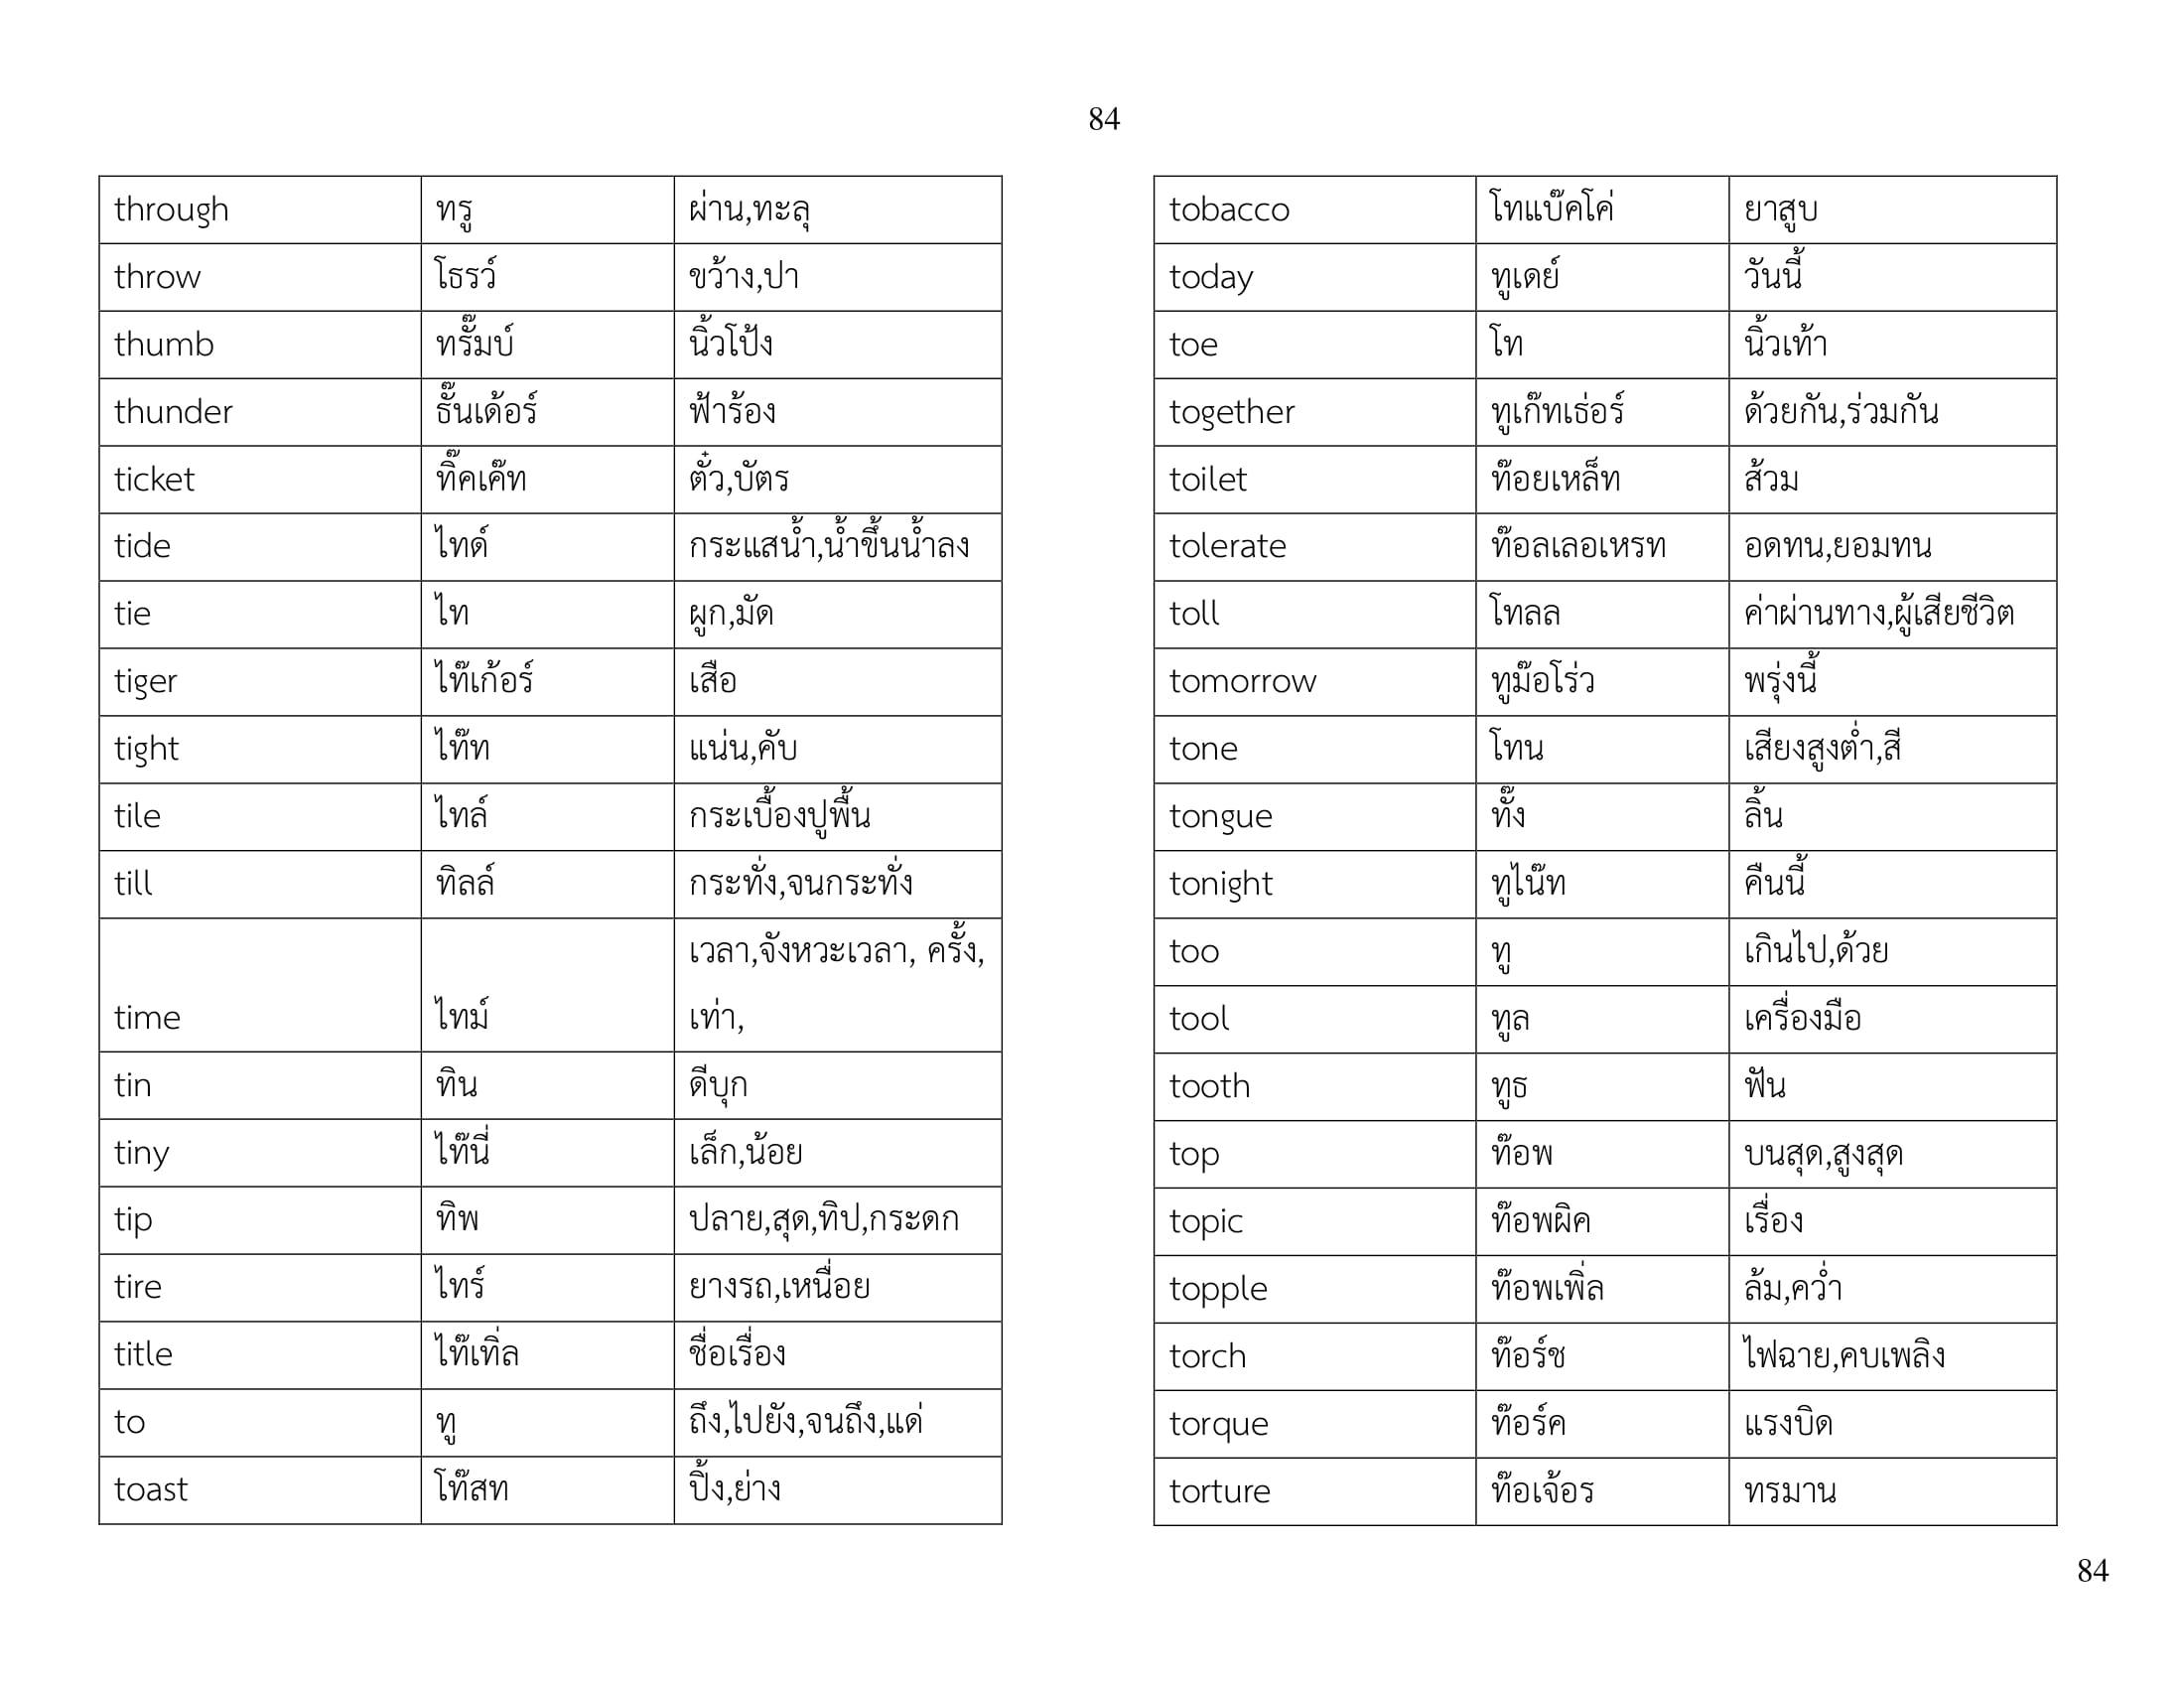 84
through ทรู ผ่าน,ทะลุ
throw โธรว์ ขว้าง,ปา
thumb ทรั๊มบ์ นิ้วโป้ง
thunder ธั๊นเด้อร์ ฟ้าร้อง
ticket ทิ๊คเค๊ท ตั๋ว,บัตร
tide ไทด์ กระแสน้ำ,น้ำขึ้นน้ำลง
tie ไท ผูก,มัด
tiger ไท๊เก้อร์ เสือ
tight ไท๊ท แน่น,คับ
tile ไทล์ กระเบื้องปูพื้น
till ทิลล์ กระทั่ง,จนกระทั่ง
เวลา,จังหวะเวลา, ครั้ง,
time ไทม์ เท่า,
tin ทิน ดีบุก
tiny ไท๊นี่ เล็ก,น้อย
tip ทิพ ปลาย,สุด,ทิป,กระดก
tire ไทร์ ยางรถ,เหนื่อย
title ไท๊เทิ่ล ชื่อเรื่อง
to ทู ถึง,ไปยัง,จนถึง,แด่
toast โท๊สท ปิ้ง,ย่าง
tobacco โทแบ๊คโค่ ยาสูบ
today ทูเดย์ วันนี้
toe โท นิ้วเท้า
together ทูเก๊ทเธ่อร์ ด้วยกัน,ร่วมกัน
toilet ท๊อยเหล็ท ส้วม
tolerate ท๊อลเลอเหรท อดทน,ยอมทน
toll โทลล ค่าผ่านทาง,ผู้เสียชีวิต
tomorrow ทูม๊อโร่ว พรุ่งนี้
tone โทน เสียงสูงต่ำ,สี
tongue ทั๊ง ลิ้น
tonight ทูไน๊ท คืนนี้
too ทู เกินไป,ด้วย
tool ทูล เครื่องมือ
tooth ทูธ ฟัน
top ท๊อพ บนสุด,สูงสุด
topic ท๊อพผิค เรื่อง
topple ท๊อพเพิ่ล ล้ม,คว่ำ
torch ท๊อร์ช ไฟฉาย,คบเพลิง
torque ท๊อร์ค แรงบิด
torture ท๊อเจ้อร ทรมาน
84